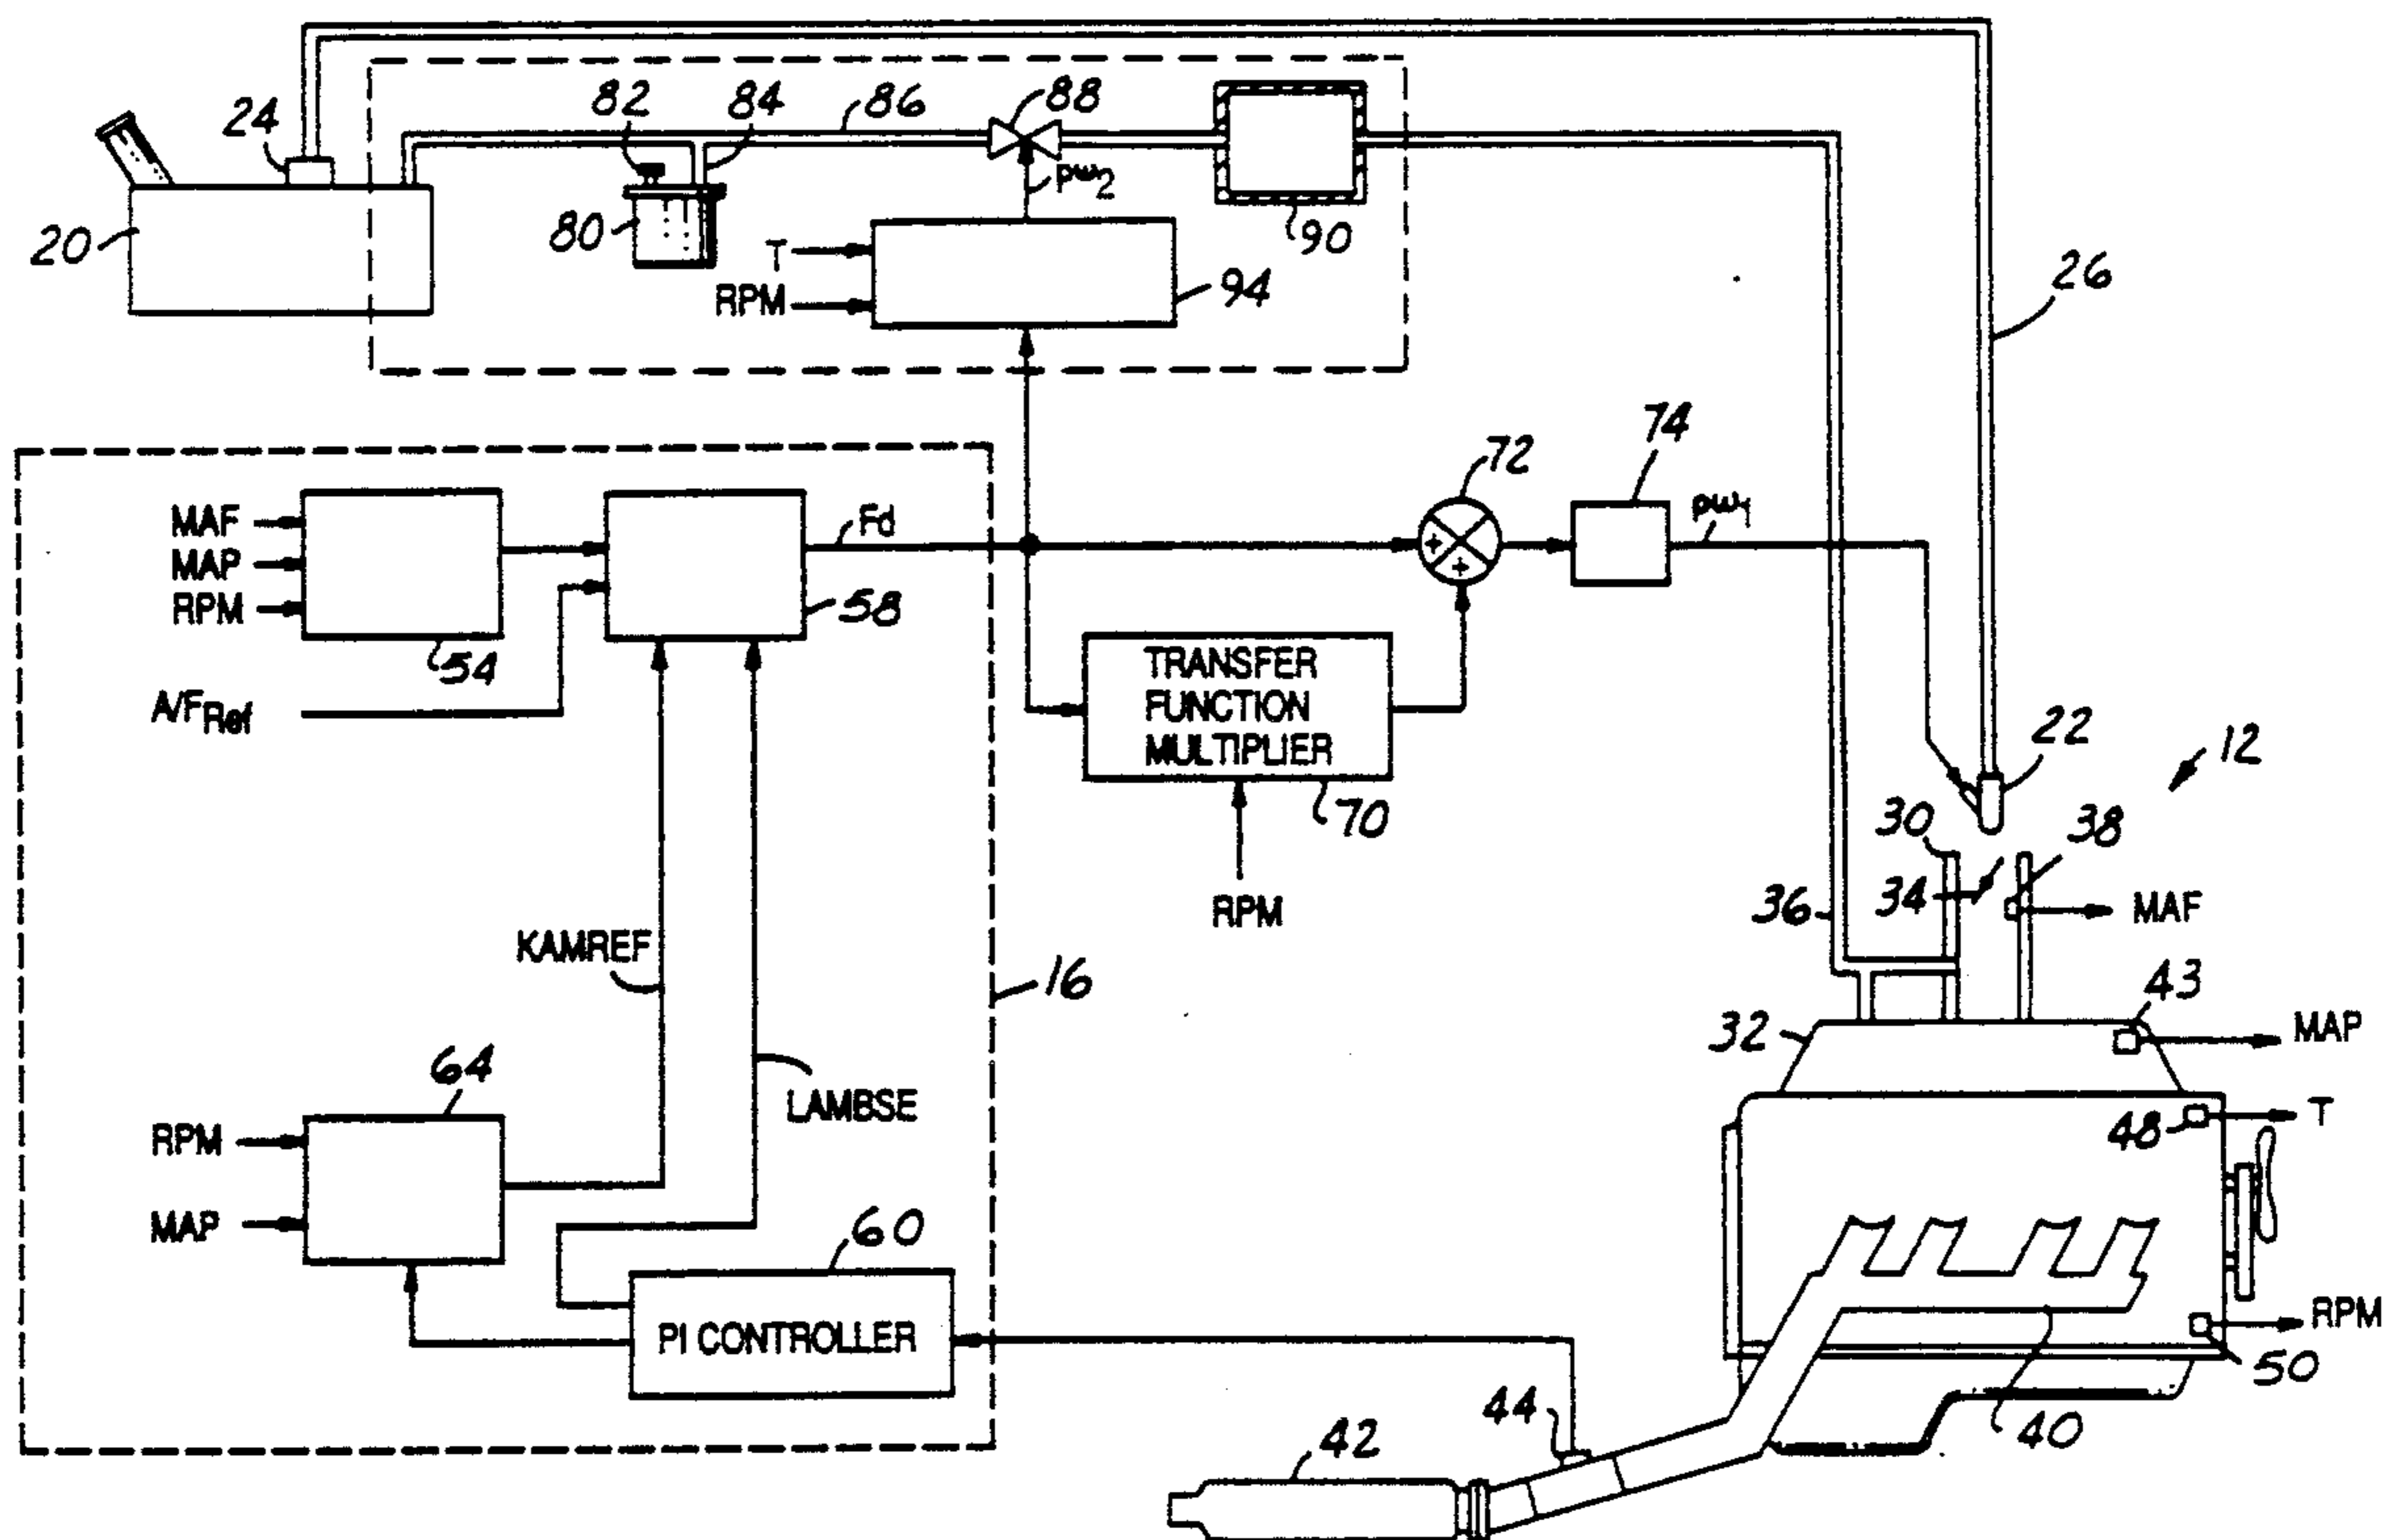 82
84
86
88
24
pw2
20
80
T
90
RPM
94
26
74
72
MAF
Fd
pw1
MAP
RPM
58
54
TRANSFER
FUNCTION
MULTIPLIER
A/FRef
22
12
70
30
38
RPM
36
34
MAF
KAMREF
16
43
32
MAP
64
LAMBSE
T
48
RPM
MAP
60
PI CONTROLLER
RPM
50
44
42
40